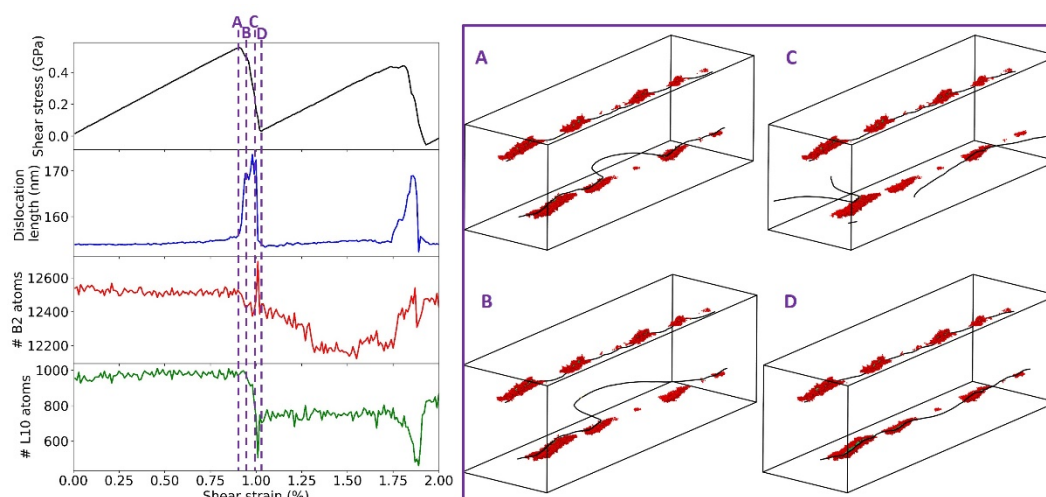 A B C D
Shear stress (GPa)
0.4
0.2
0.0
Dislocation
length (nm)
170
160
# B2 atoms
12600
12400
12200
# L10 atoms
1000
800
600
0.00 0.25 0.50 0.75 1.00 1.25 1.50 1.75 2.00
Shear strain (%)
A
C
B
D